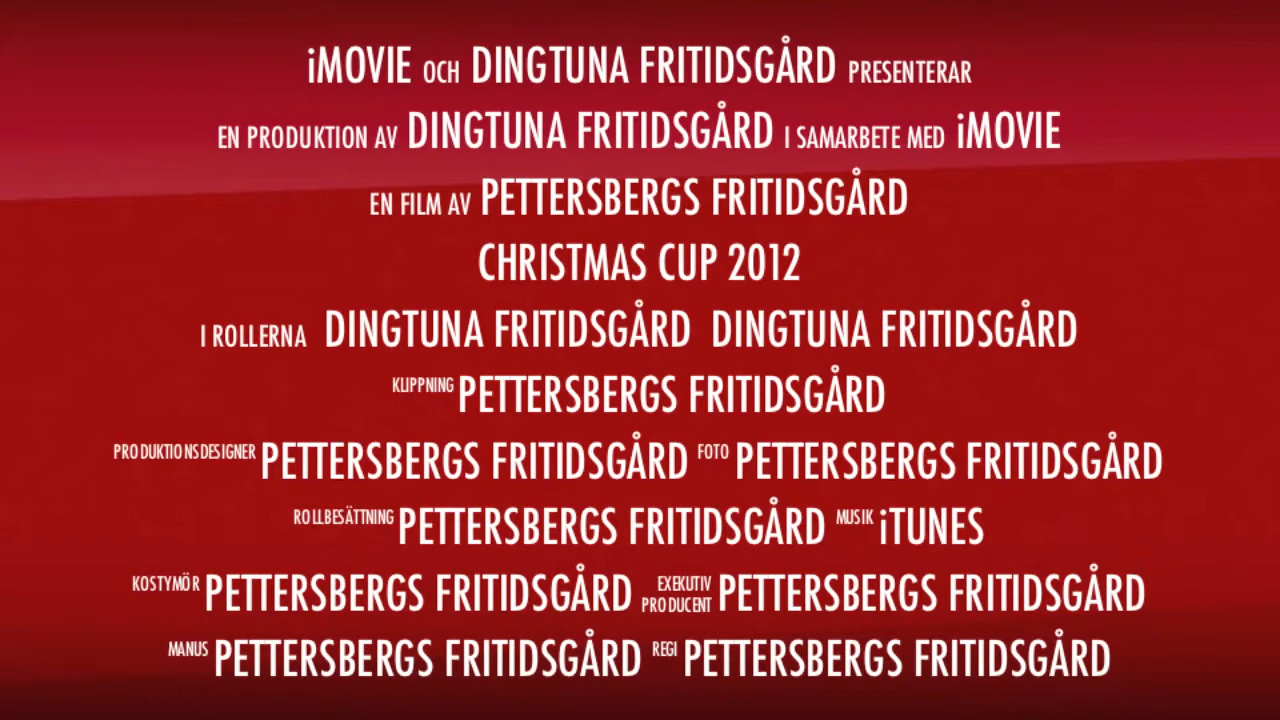 iMOVIE OCH DINGTUNA FRITIDSGÅRD PRESENTERAR
EN PRODUKTION AV DINGTUNA FRITIDSGÅRD I SAMARBETE MED iMOVIE
EN FILM AV PETTERSBERGS FRITIDSGÅRD
CHRISTMAS CUP 2012
I ROLLERNA DINGTUNA FRITIDSGÅRD DINGTUNA FRITIDSGÅRD
KLIPPNING PETTERSBERGS FRITIDSGÅRD
PRODUKTIONSDESIGNER PETTERSBERGS FRITIDSGÅRD FOTO PETTERSBERGS FRITIDSGÅRD
ROLLBESÄTTNING PETTERSBERGS FRITIDSGÅRD MUSIK iTUNES
KOSTYMÖR PETTERSBERGS FRITIDSGÅRD EXEKUTIV PRODUCENT PETTERSBERGS FRITIDSGÅRD
MANUS PETTERSBERGS FRITIDSGÅRD REGI PETTERSBERGS FRITIDSGÅRD